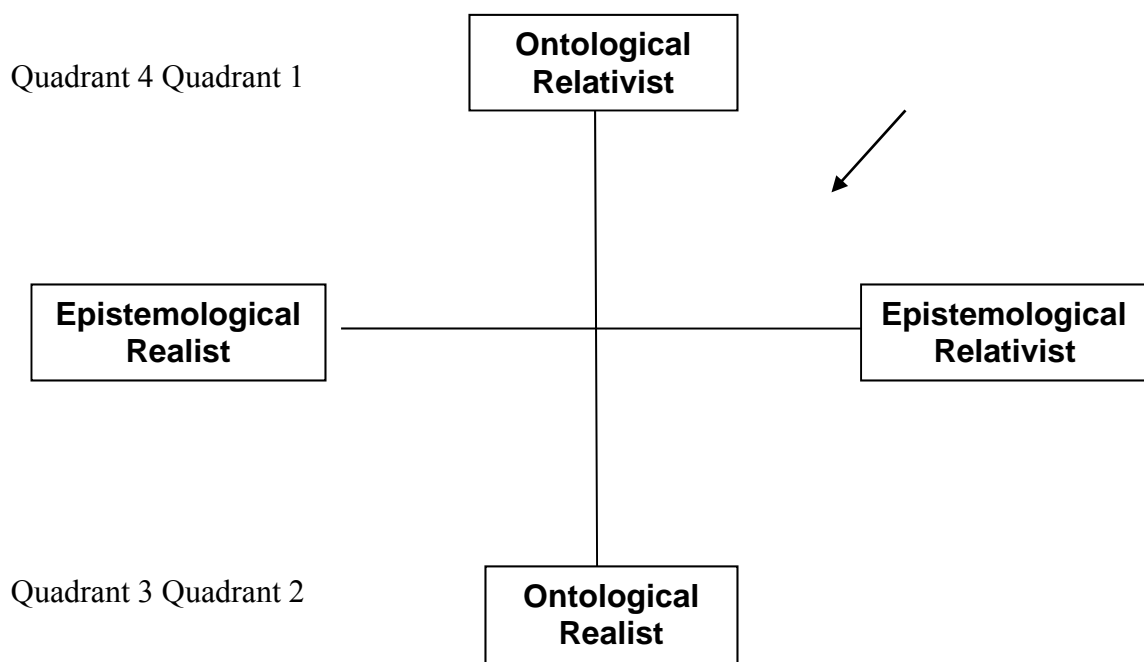 Ontological
Relativist
Quadrant 4 Quadrant 1
Epistemological
Realist
Epistemological
Relativist
Quadrant 3 Quadrant 2
Ontological
Realist